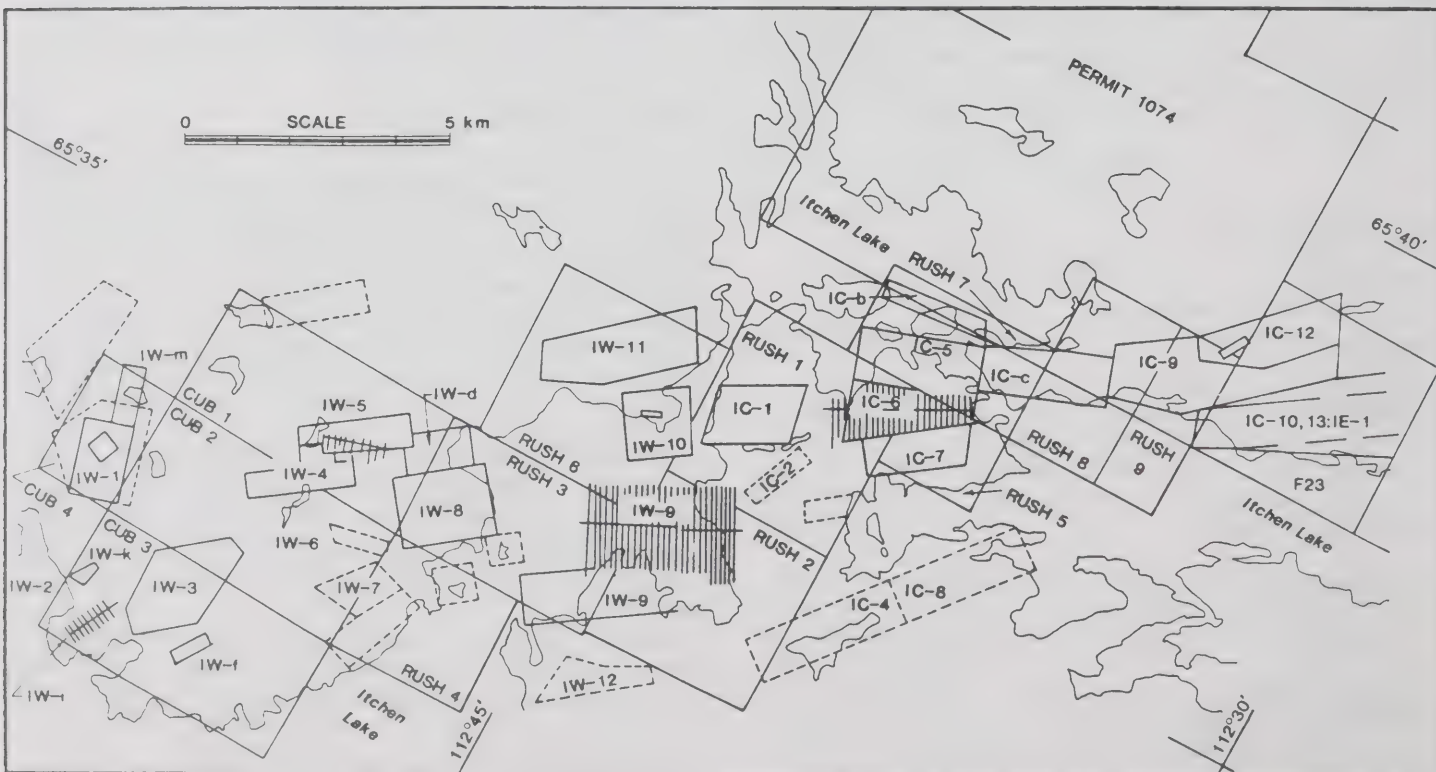 PERMIT 1074
0 SCALE 5 km
65°35'
65°40'
Itchen Lake
RUSH 7
IC-b
IC-12
IW-m
IW-11
RUSH 1
IC-5
IC-c
IC-9
CUB 1
CUB 2
IW-5
IW-d
IC-1
IC-6
IW-10
IC-10, 13:IE-1
IW-1
IW-4
RUSH 6
RUSH 3
IC-2
IC-7
RUSH 8
RUSH 9
F23
CUB 4
CUB 3
IW-8
IW-9
RUSH 5
Itchen Lake
IW-6
RUSH 2
IW-k
IW-2
IW-3
IW-7
IW-9
IC-4
IC-8
IW-f
RUSH 4
IW-12
Itchen
Lake
112°45'
112°30'